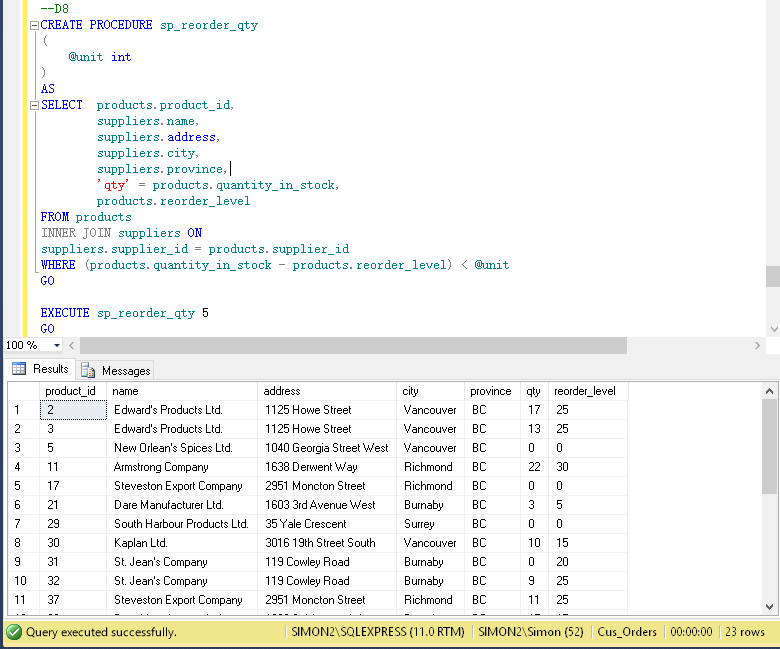 --D8
CREATE PROCEDURE sp_reorder_qty
(
@unit int
)
AS
SELECT products.product_id,
suppliers.name,
suppliers.address,
suppliers.city,
suppliers.province,
'qty' = products.quantity_in_stock,
products.reorder_level
FROM products
INNER JOIN suppliers ON
suppliers.supplier_id = products.supplier_id
WHERE (products.quantity_in_stock - products.reorder_level) < @unit
GO
EXECUTE sp_reorder_qty 5
GO
100 %
Results Messages
product_id name address city province qty reorder_level
1 2 Edward's Products Ltd. 1125 Howe Street Vancouver BC 17 25
2 3 Edward's Products Ltd. 1125 Howe Street Vancouver BC 13 25
3 5 New Orlean's Spices Ltd. 1040 Georgia Street West Vancouver BC 0 0
4 11 Armstrong Company 1638 Derwent Way Richmond BC 22 30
5 17 Steveston Export Company 2951 Moncton Street Richmond BC 0 0
6 21 Dare Manufacturer Ltd. 1603 3rd Avenue West Burnaby BC 3 5
7 29 South Harbour Products Ltd. 35 Yale Crescent Surrey BC 0 0
8 30 Kaplan Ltd. 3016 19th Street South Vancouver BC 10 15
9 31 St. Jean's Company 119 Cowley Road Burnaby BC 0 20
10 32 St. Jean's Company 119 Cowley Road Burnaby BC 9 25
11 37 Steveston Export Company 2951 Moncton Street Richmond BC 11 25
Query executed successfully. SIMON2\SQLEXPRESS (11.0 RTM) SIMON2\Simon (52) Cus_Orders 00:00:00 23 rows